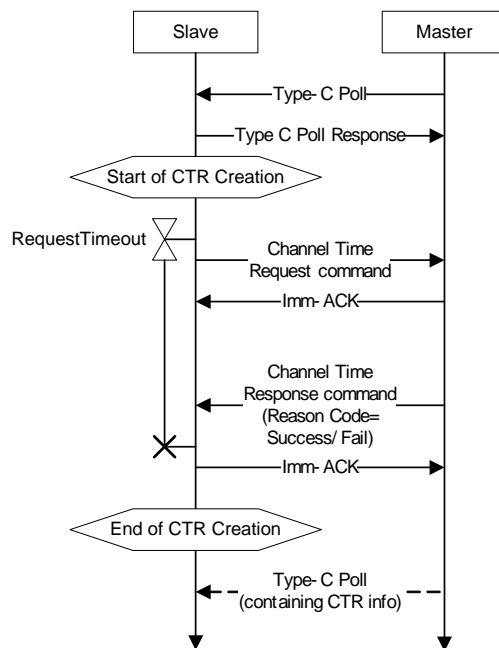 Slave
Master
Type- C Poll
Type C Poll Response
Start of CTR Creation
RequestTimeout
Channel Time
Request command
Imm- ACK
Channel Time
Response command
(Reason Code=
Success/ Fail)
Imm- ACK
End of CTR Creation
Type- C Poll
(containing CTR info)